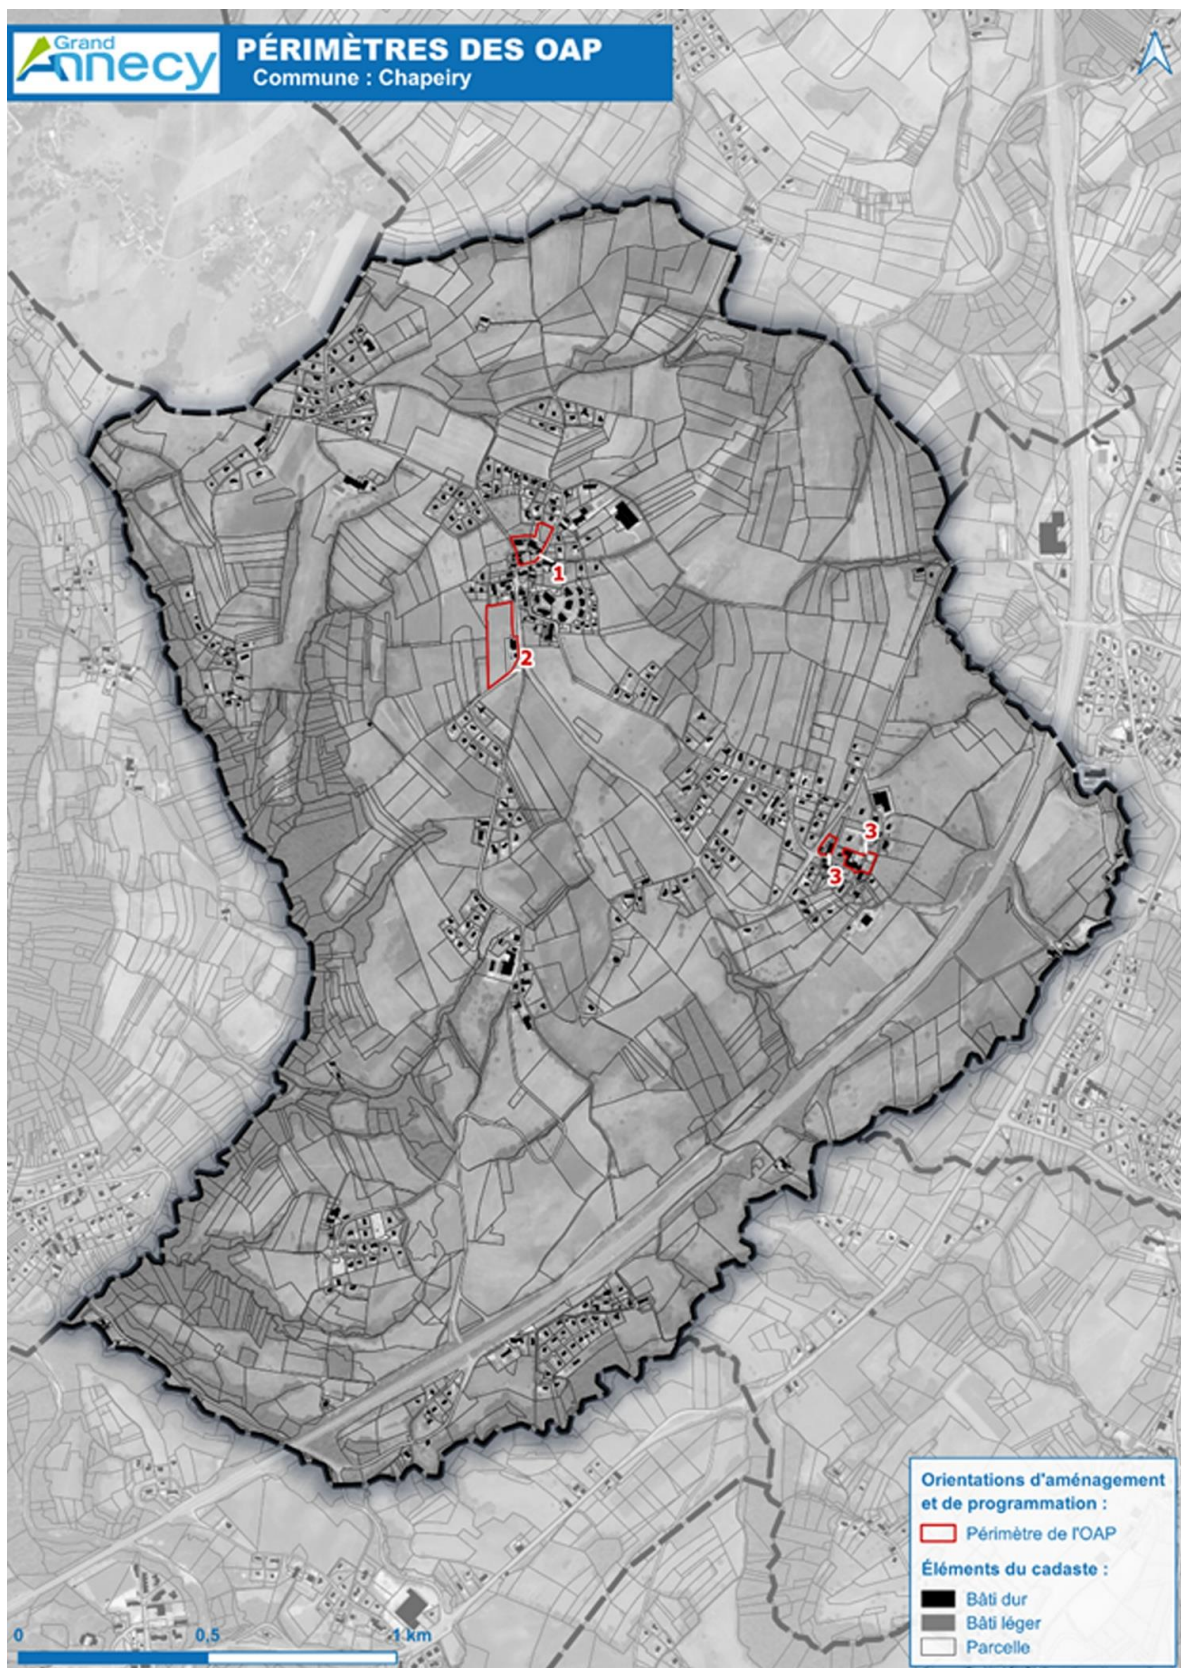 Grand
Annecy
PÉRIMÈTRES DES OAP
Commune : Chapeiry
1
2
3
3
Orientations d'aménagement
et de programmation :
Périmètre de l'OAP
Éléments du cadaste :
Bâti dur
Bâti léger
Parcelle
0 0,5 1 km